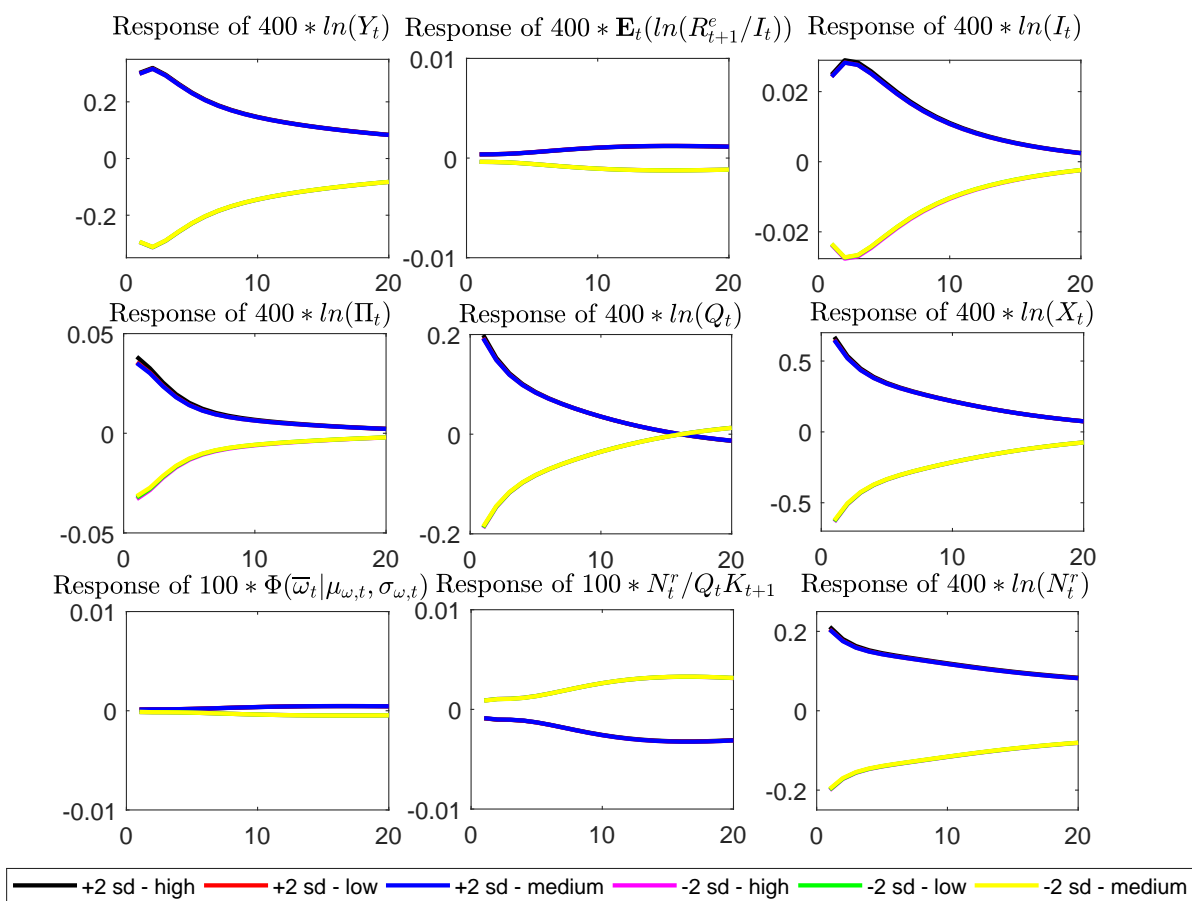 Response of 400 ∗ ln(Y_t) Response of 400 ∗ E_t(ln(R^e_{t+1}/I_t)) Response of 400 ∗ ln(I_t)
0.2
0
-0.2
0 10 20
0.01
0
-0.01
0 10 20
0.02
0
-0.02
0 10 20
Response of 400 ∗ ln(Π_t) Response of 400 ∗ ln(Q_t) Response of 400 ∗ ln(X_t)
0.05
0
-0.05
0 10 20
0.2
0
-0.2
0 10 20
0.5
0
-0.5
0 10 20
Response of 100 ∗ Φ(ω̅_t|μ_{ω,t}, σ_{ω,t}) Response of 100 ∗ N^r_t/Q_tK_{t+1} Response of 400 ∗ ln(N^r_t)
0.01
0
-0.01
0 10 20
0.01
0
-0.01
0 10 20
0.2
0
-0.2
0 10 20
+2 sd - high +2 sd - low +2 sd - medium -2 sd - high -2 sd - low -2 sd - medium